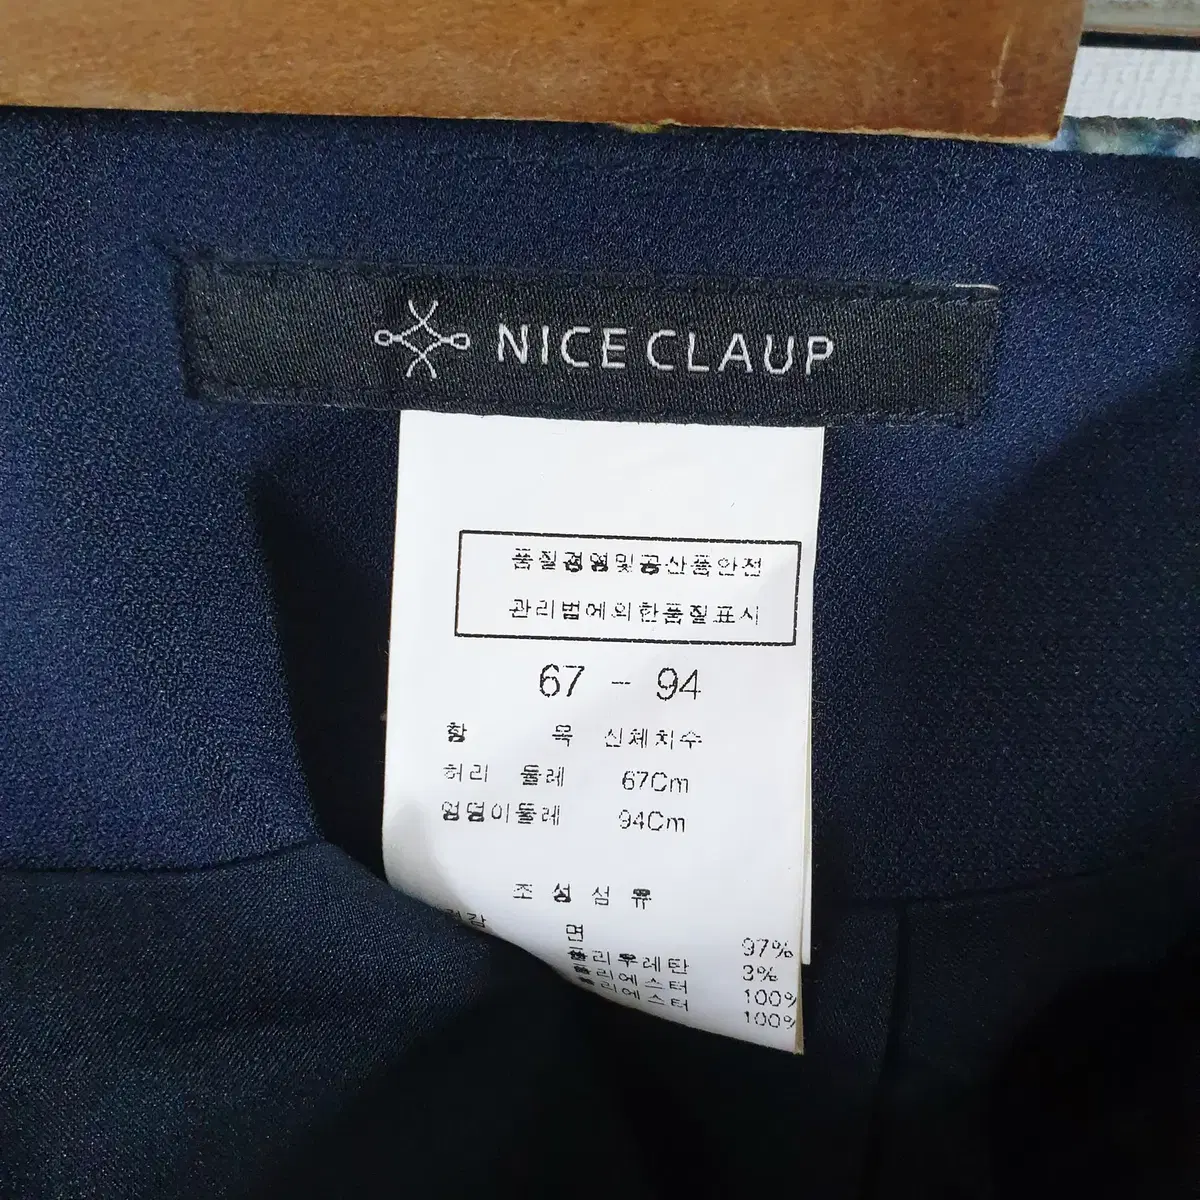 NICE CLAUP
품질경영및공산품안전
관리법에의한품질표시
67 - 94
항 목 신체치수
허리 둘레 67Cm
엉덩이둘레 94Cm
조성섬류
면 97%
폴리우레탄 3%
폴리에스터 100%
폴리에스터 100%